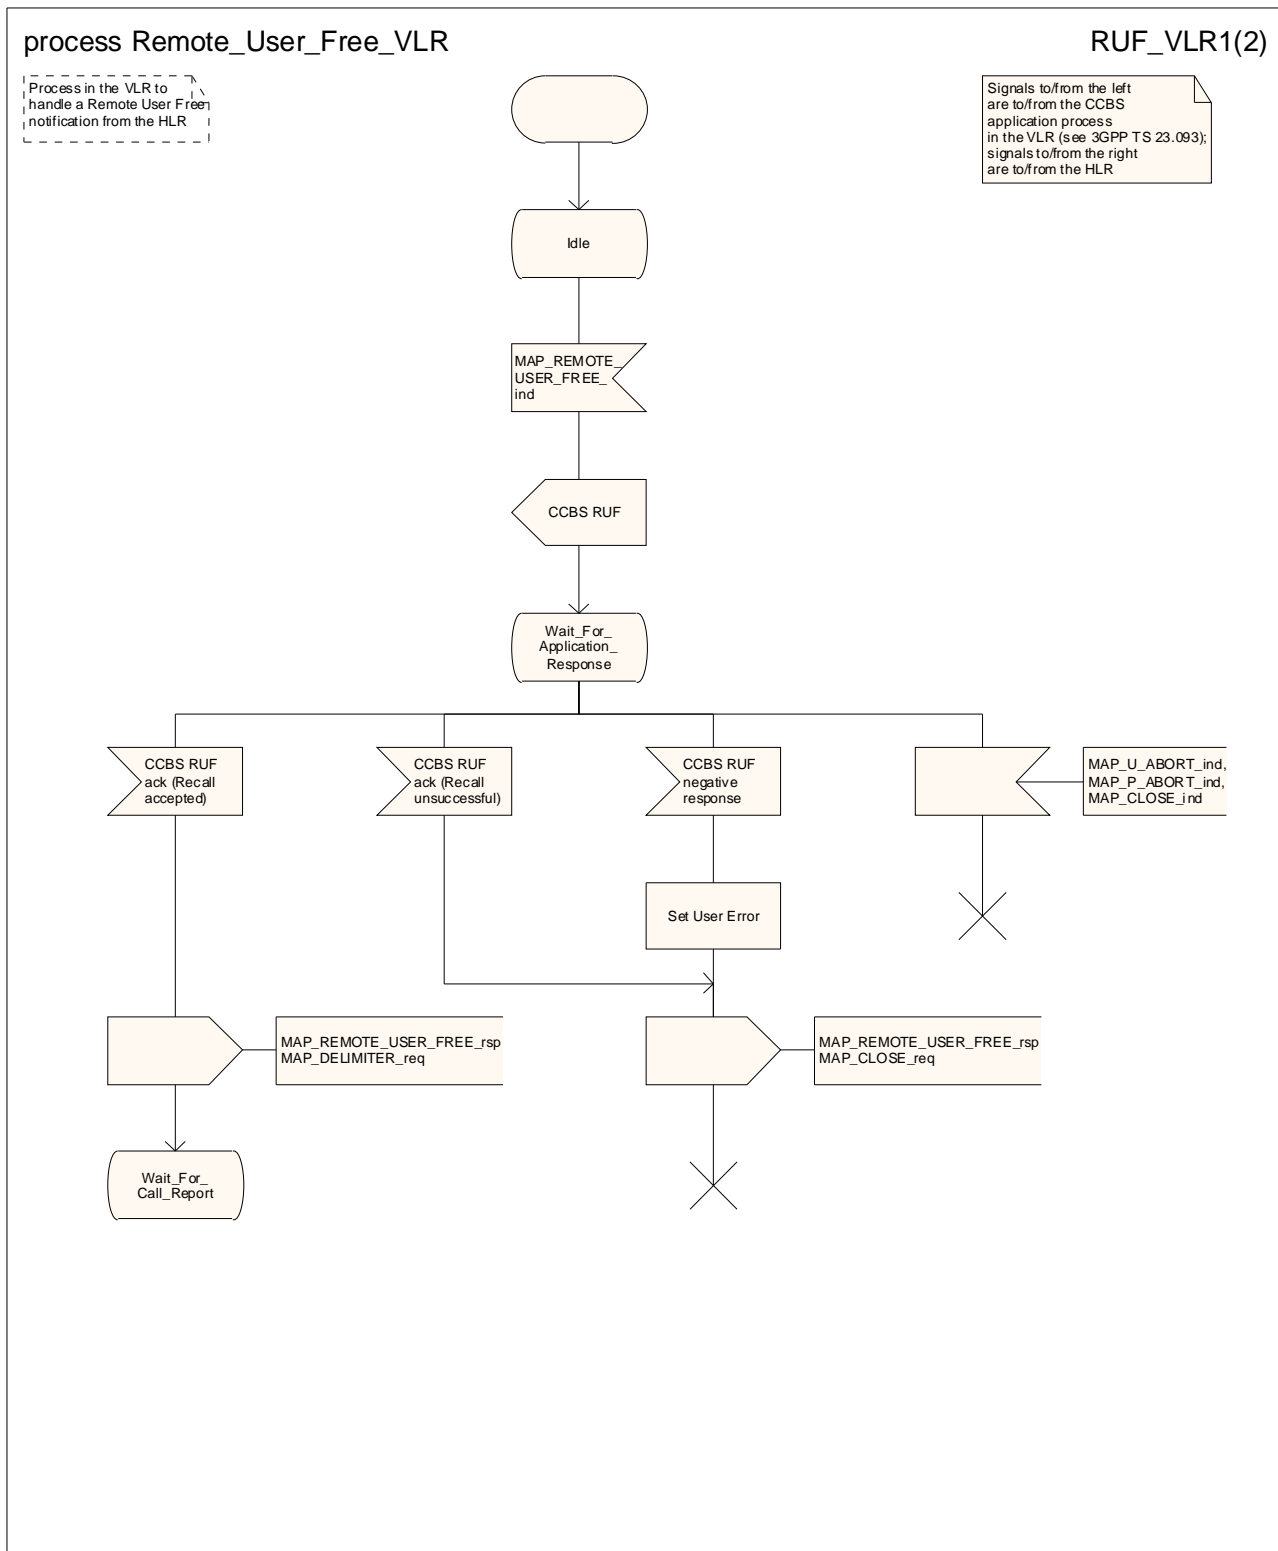 process Remote_User_Free_VLR
RUF_VLR1(2)
Process in the VLR to
handle a Remote User Free
notification from the HLR
Signals to/from the left
are to/from the CCBS
application process
in the VLR (see 3GPP TS 23.093);
signals to/from the right
are to/from the HLR
Idle
MAP_REMOTE_
USER_FREE_
ind
CCBS RUF
Wait_For_
Application_
Response
CCBS RUF
ack (Recall
accepted)
CCBS RUF
ack (Recall
unsuccessful)
CCBS RUF
negative
response
MAP_U_ABORT_ind,
MAP_P_ABORT_ind,
MAP_CLOSE_ind
Set User Error
MAP_REMOTE_USER_FREE_rsp
MAP_DELIMITER_req
MAP_REMOTE_USER_FREE_rsp
MAP_CLOSE_req
Wait_For_
Call_Report